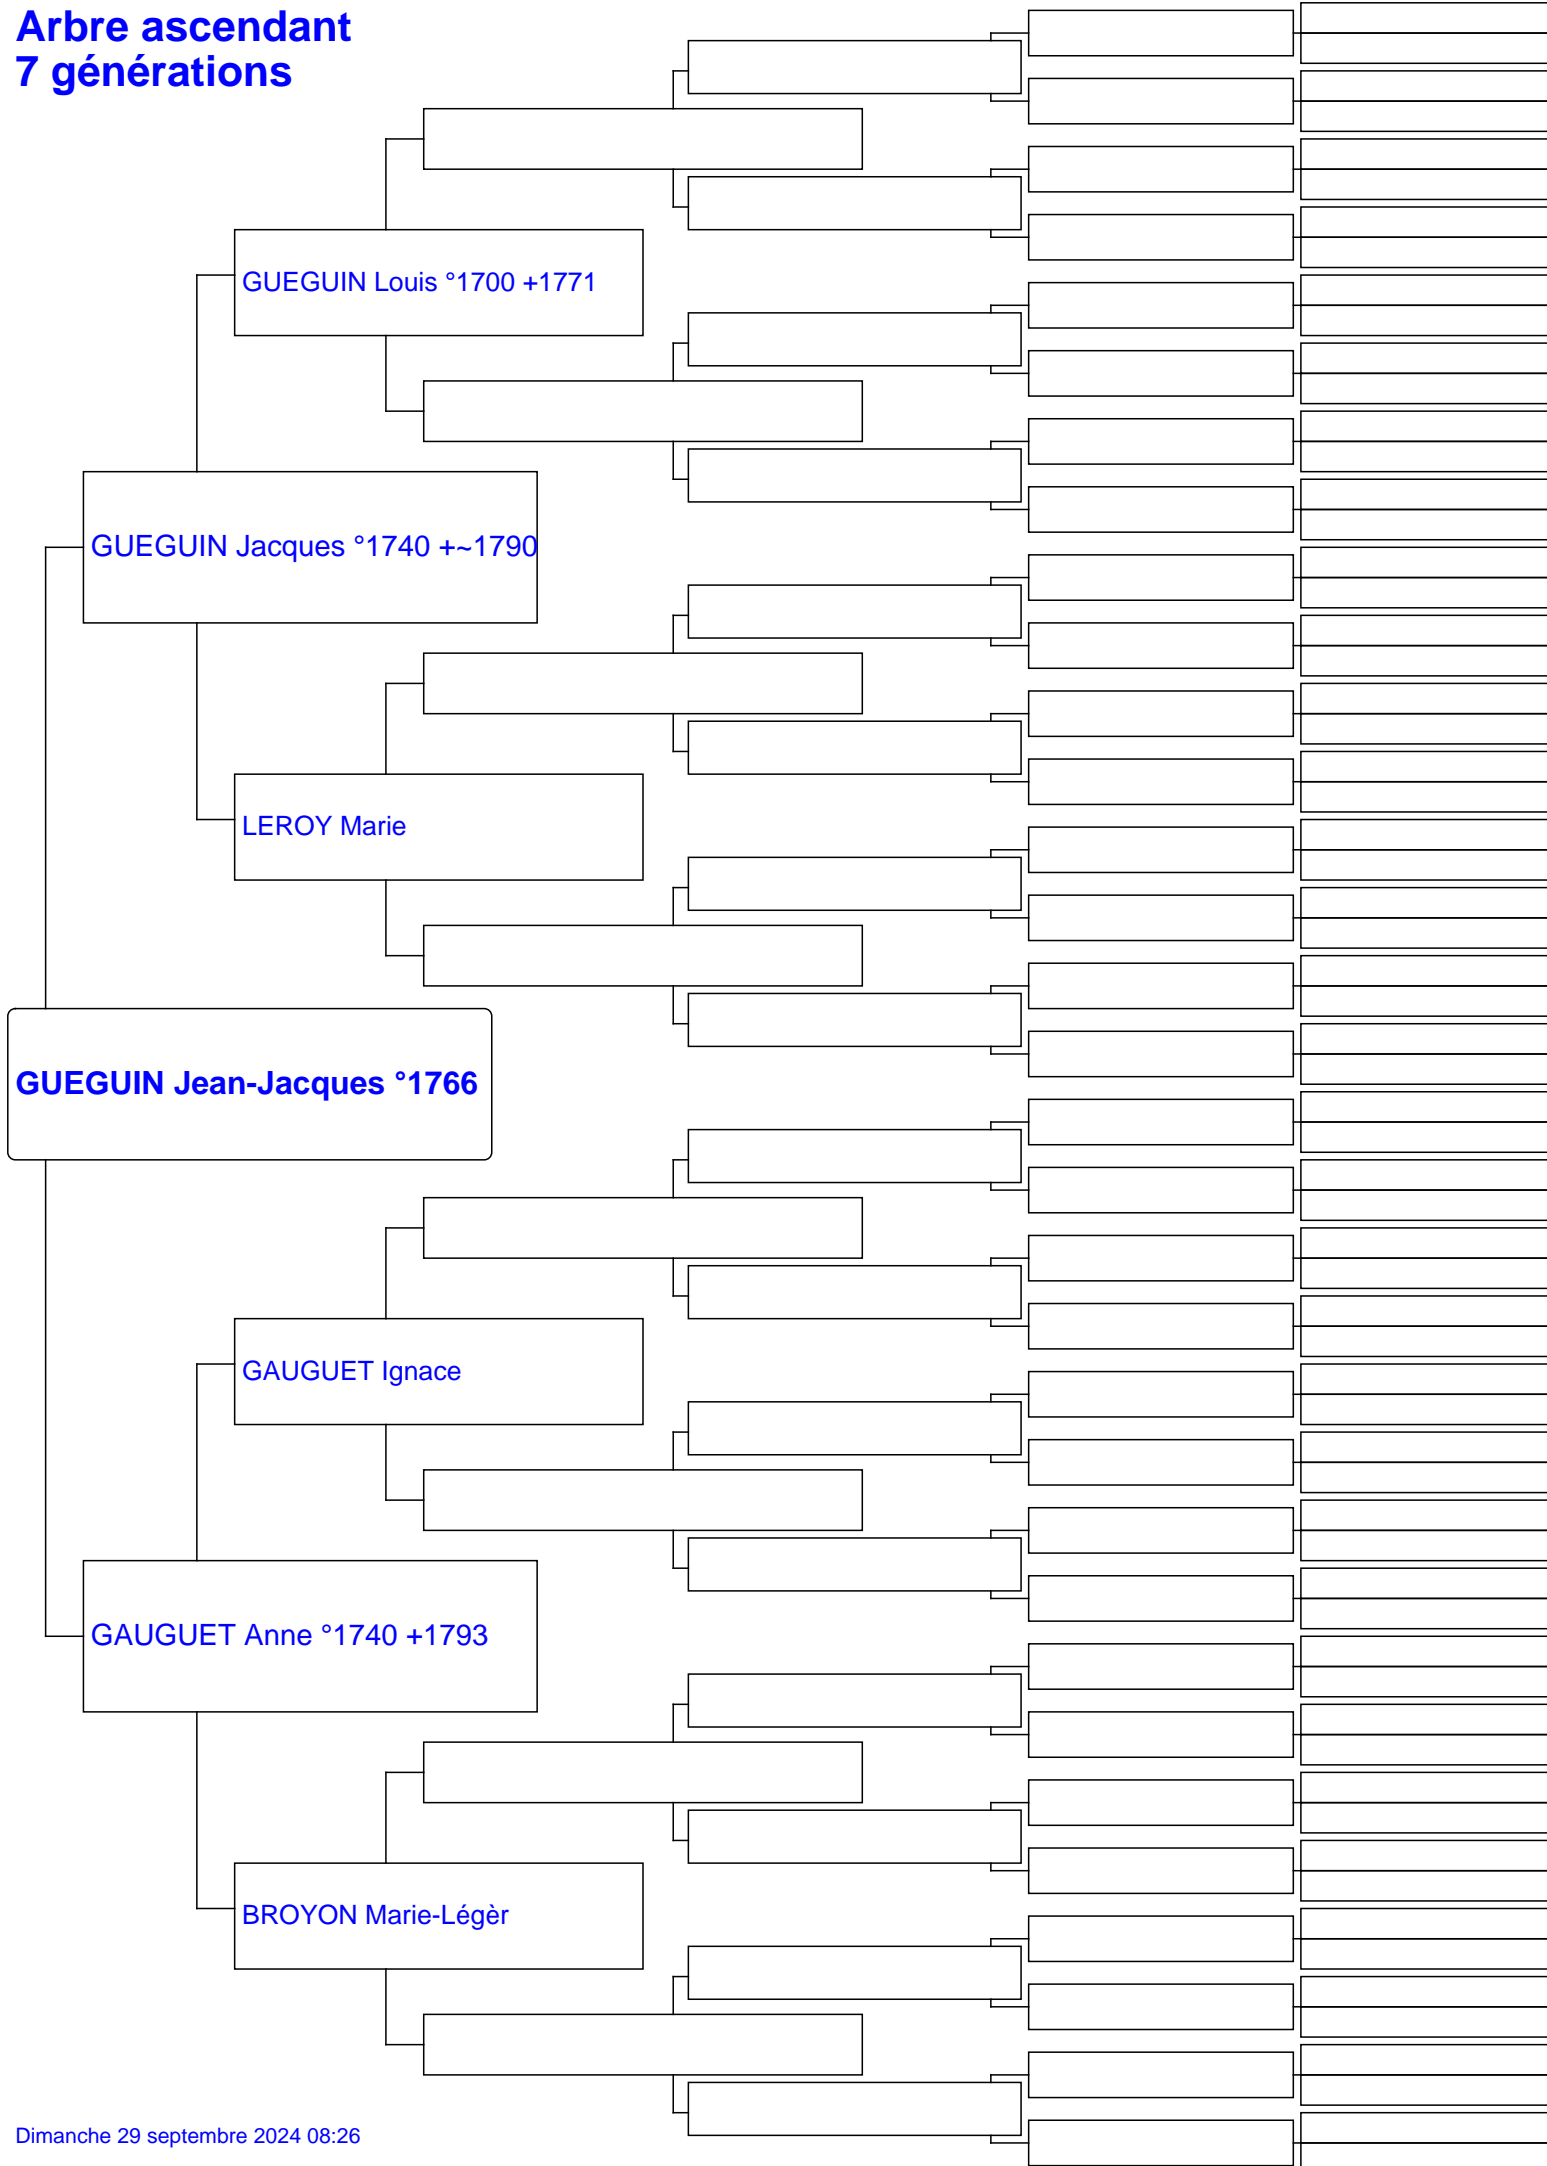 Arbre ascendant
7 générations
GUEGUIN Louis °1700 +1771
GUEGUIN Jacques °1740 +~1790
LEROY Marie
GUEGUIN Jean-Jacques °1766
GAUGUET Ignace
GAUGUET Anne °1740 +1793
BROYON Marie-Légèr
Dimanche 29 septembre 2024 08:26